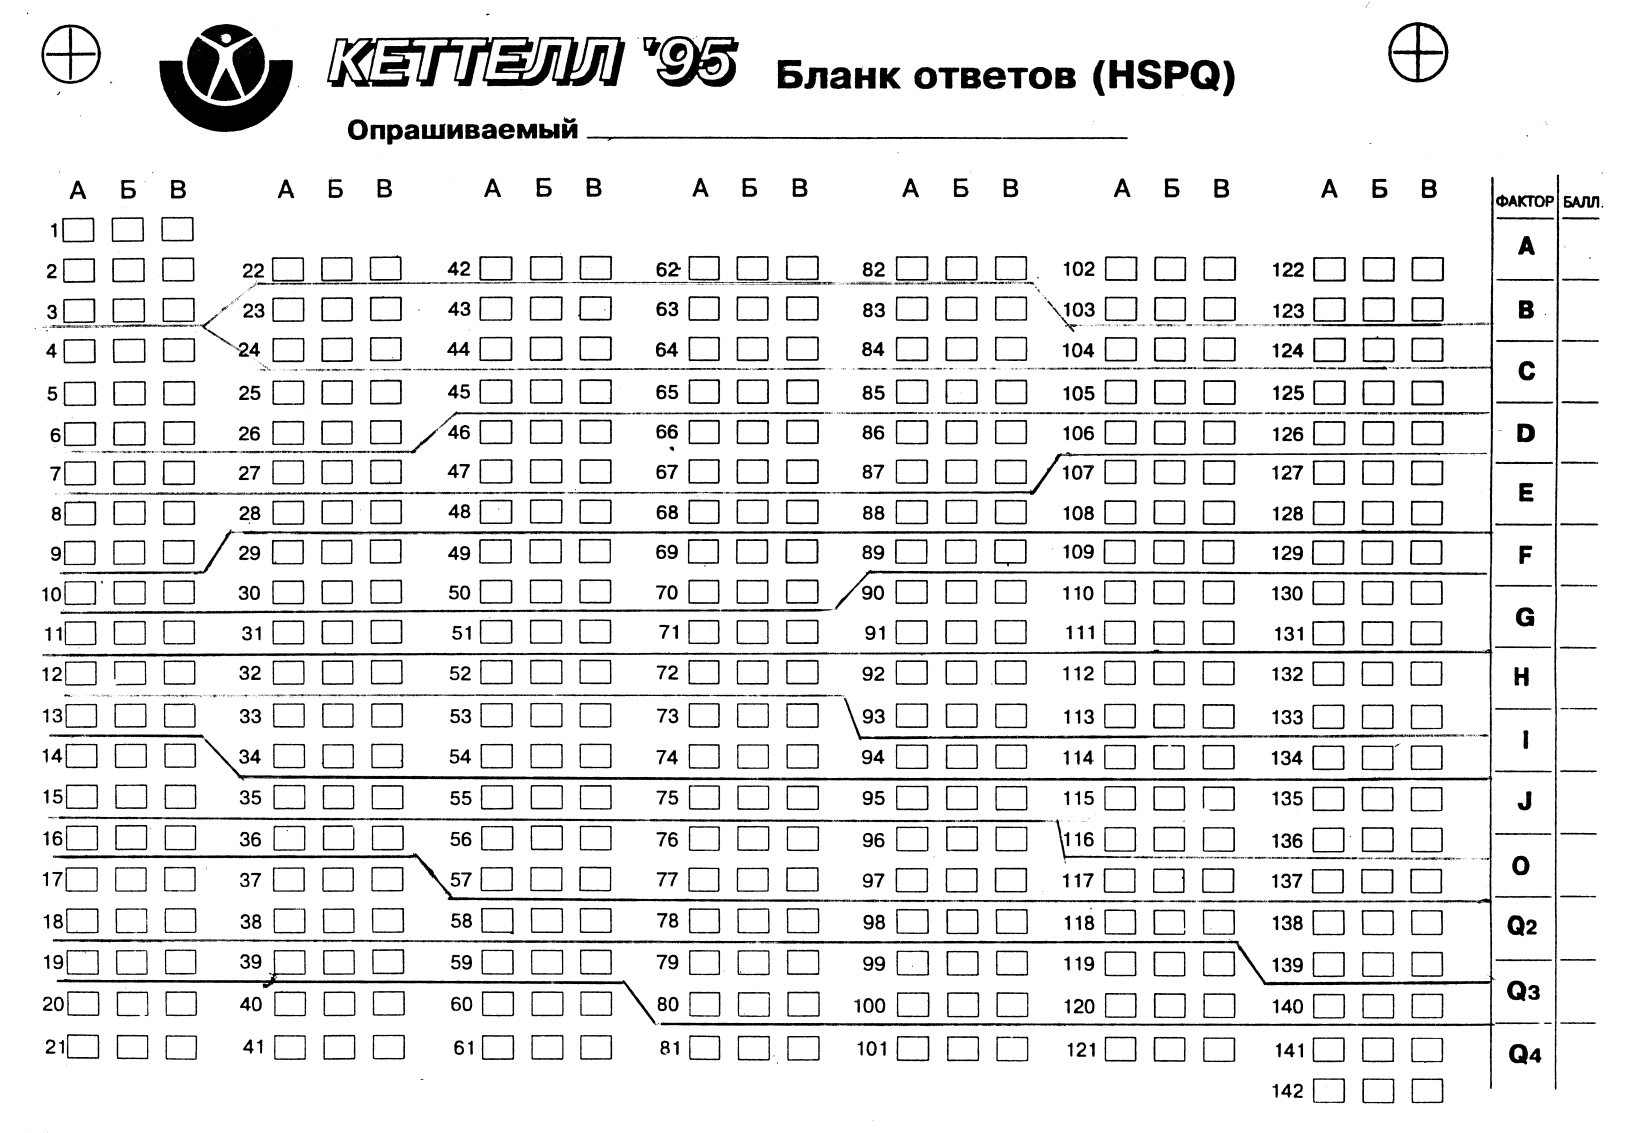 КЕТТЕЛЛ '95 Бланк ответов (HSPQ)
Опрашиваемый
А Б В А Б В А Б В А Б В А Б В А Б В А Б В ФАКТОР БАЛЛ.
1
A
2 22 42 62 82 102 122
3 23 43 63 83 103 123 B
4 24 44 64 84 104 124
C
5 25 45 65 85 105 125
6 26 46 66 86 106 126 D
7 27 47 67 87 107 127
E
8 28 48 68 88 108 128
9 29 49 69 89 109 129 F
10 30 50 70 90 110 130
G
11 31 51 71 91 111 131
12 32 52 72 92 112 132 H
13 33 53 73 93 113 133
I
14 34 54 74 94 114 134
15 35 55 75 95 115 135 J
16 36 56 76 96 116 136
O
17 37 57 77 97 117 137
18 38 58 78 98 118 138 Q2
19 39 59 79 99 119 139
Q3
20 40 60 80 100 120 140
21 41 61 81 101 121 141 Q4
142